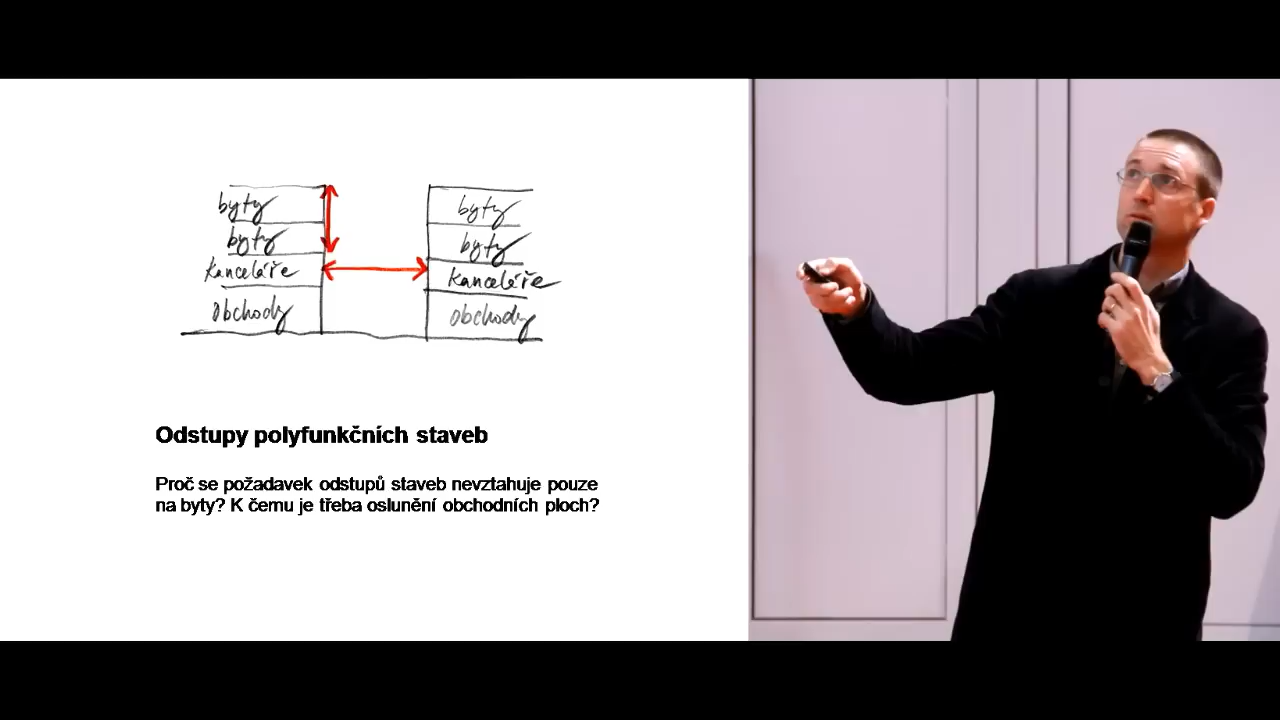 byty byty
byty byty
kanceláře kanceláře
obchody obchody
Odstupy polyfunkčních staveb
Proč se požadavek odstupů staveb nevztahuje pouze
na byty? K čemu je třeba oslunění obchodních ploch?